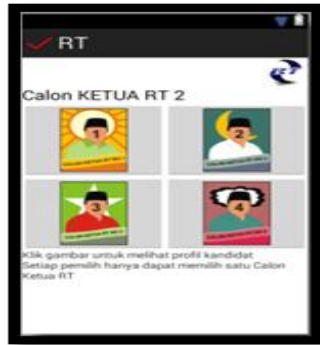 RT
RT
Calon KETUA RT 2
1
2
3
4
Klik gambar untuk melihat profil kandidat
Setiap pemilih hanya dapat memilih satu Calon
Ketua RT